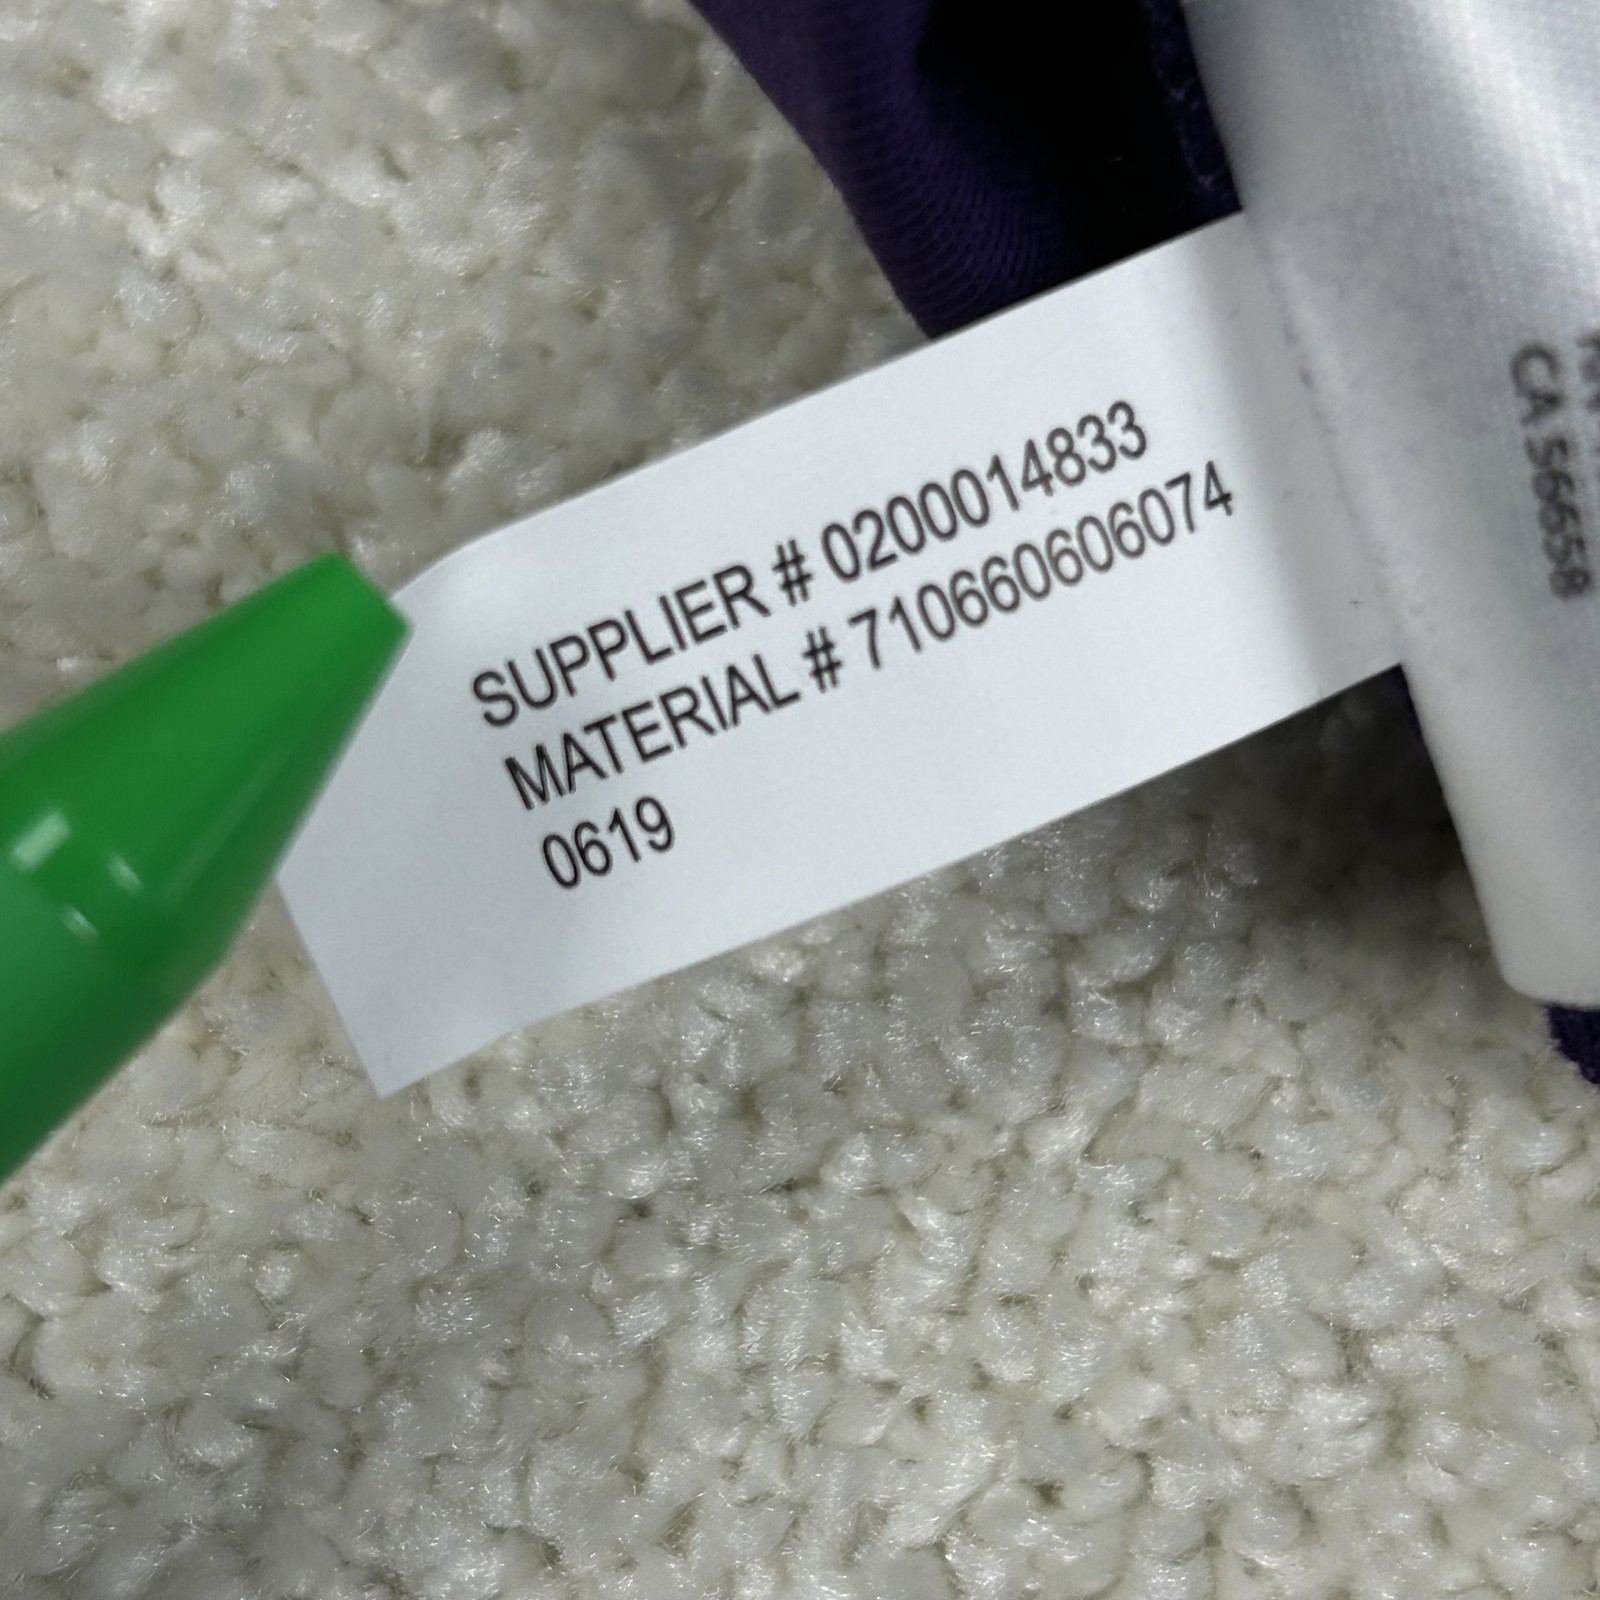 SUPPLIER # 0200014833
MATERIAL # 710660606074
0619
CA 56658